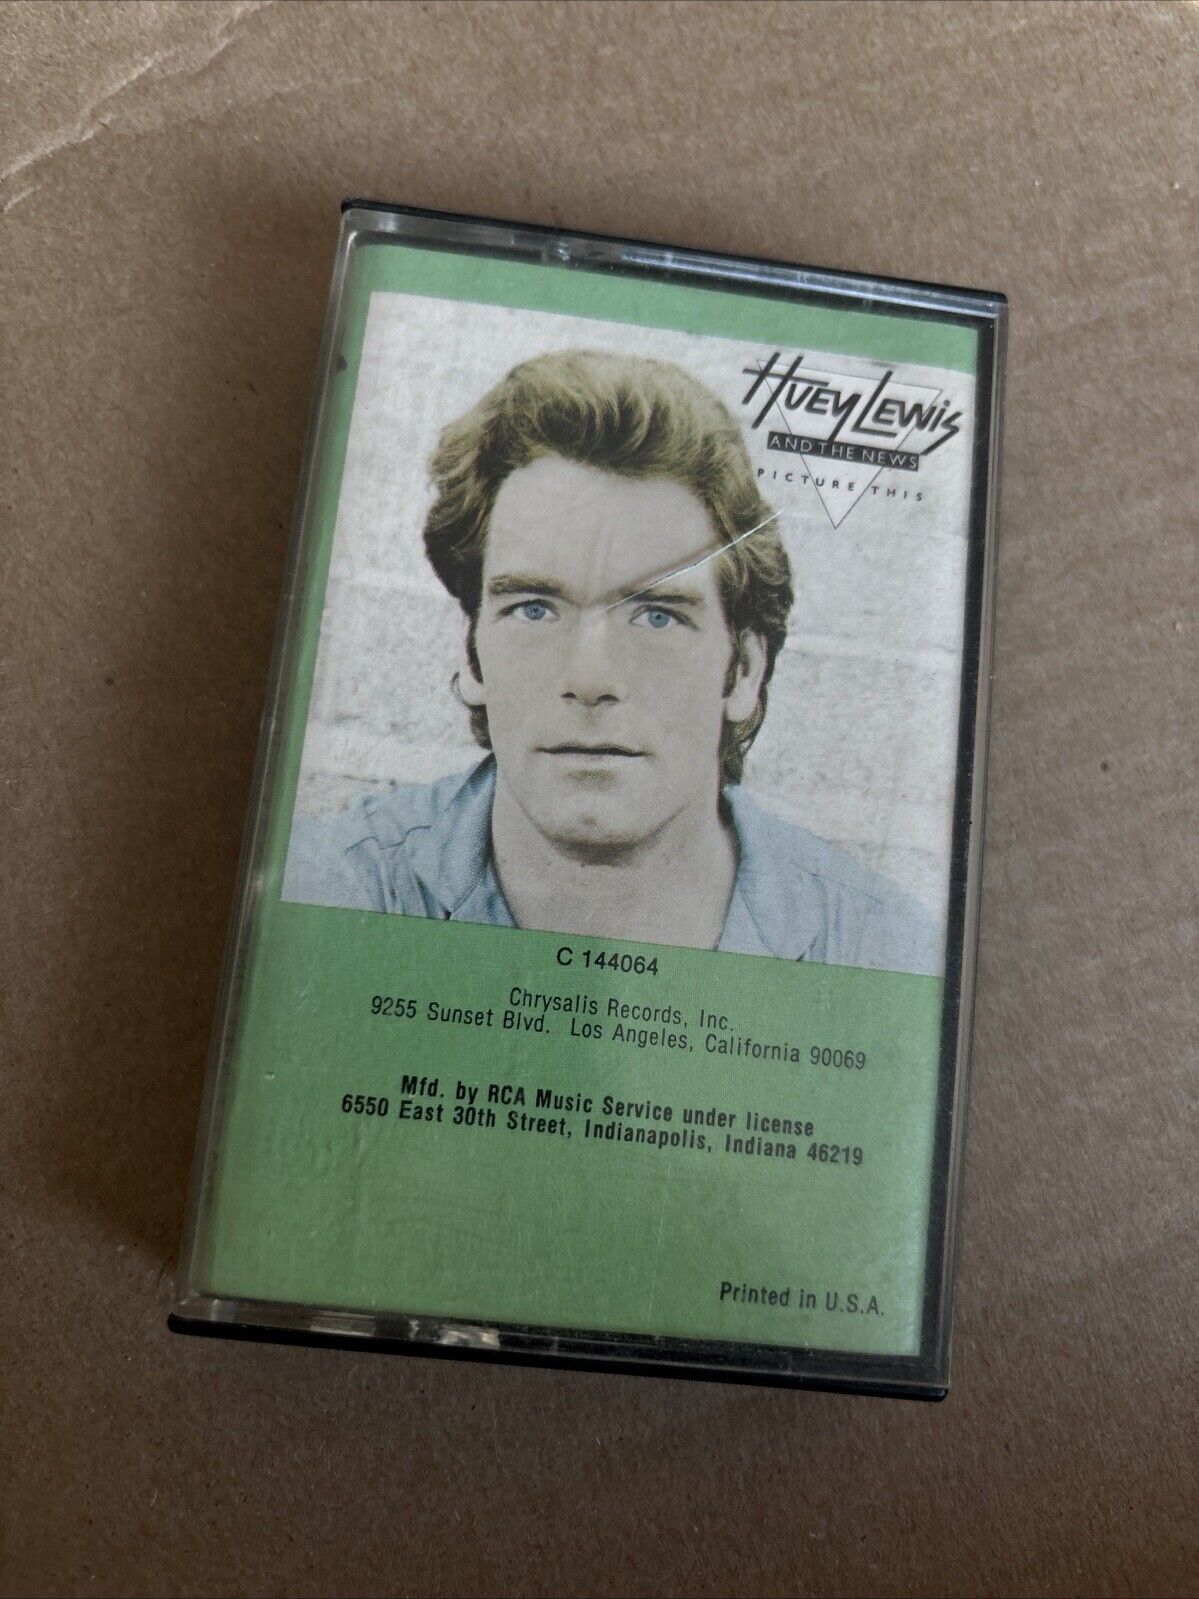 HUEY LEWIS
AND THE NEWS
PICTURE THIS
C 144064
Chrysalis Records, Inc.
9255 Sunset Blvd. Los Angeles, California 90069
Mfd. by RCA Music Service under license
6550 East 30th Street, Indianapolis, Indiana 46219
Printed in U.S.A.